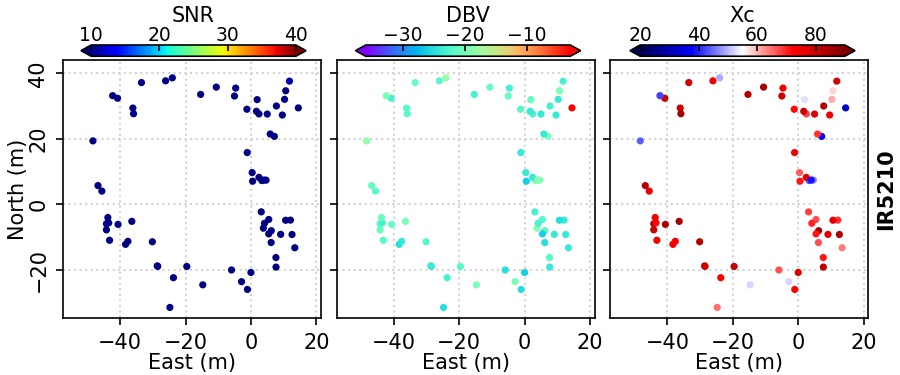 SNR DBV Xc
10 20 30 40 −30 −20 −10 20 40 60 80
40
20
0
−20
North (m)
−40 −20 0 20 −40 −20 0 20 −40 −20 0 20
East (m) East (m) East (m)
IR5210